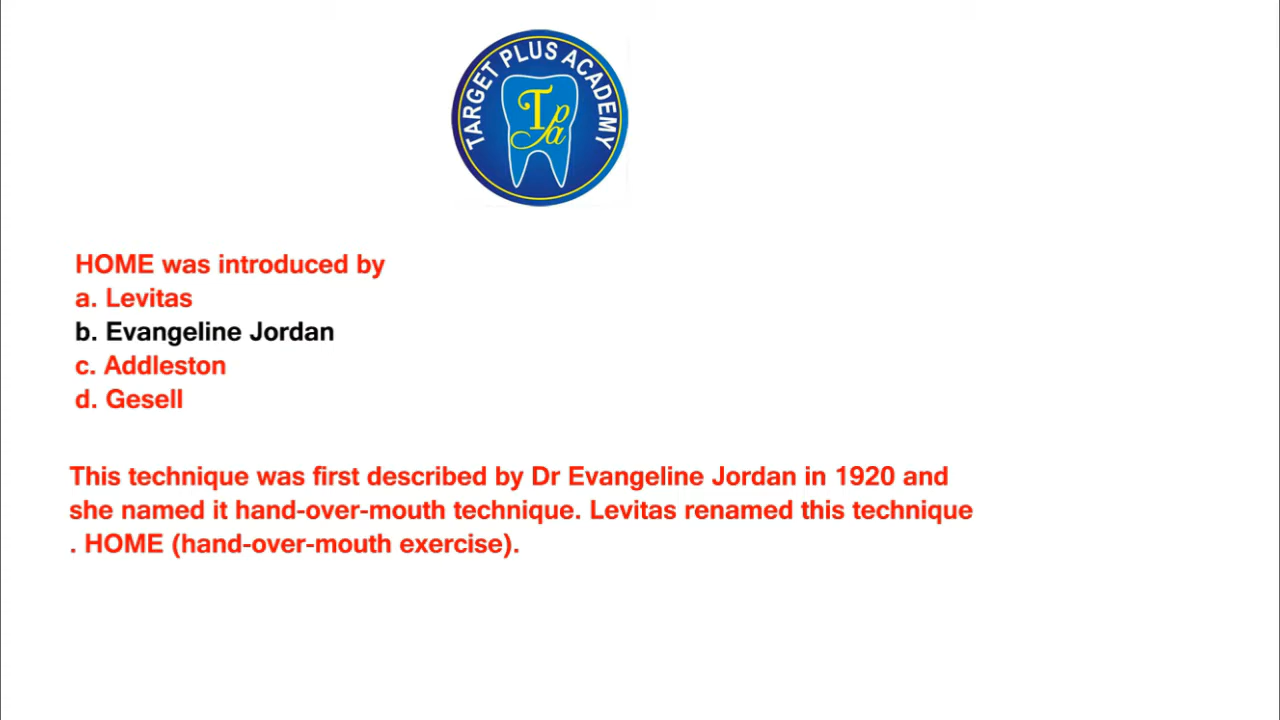 TARGET PLUS ACADEMY
Tpa
HOME was introduced by
a. Levitas
b. Evangeline Jordan
c. Addleston
d. Gesell
This technique was first described by Dr Evangeline Jordan in 1920 and
she named it hand-over-mouth technique. Levitas renamed this technique
. HOME (hand-over-mouth exercise).